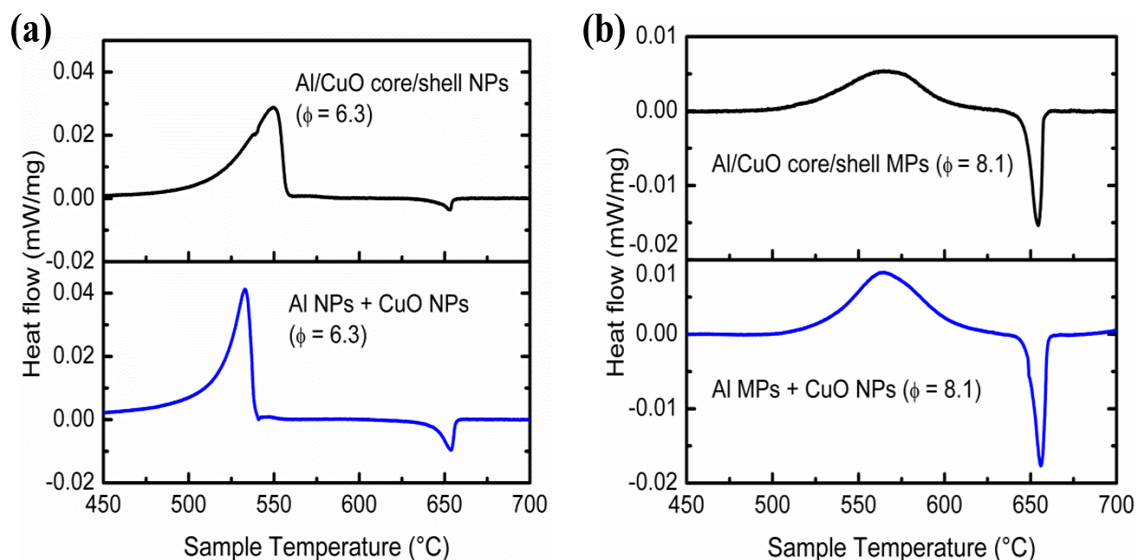 (a)
Heat flow (mW/mg)
0.04
0.02
0.00
-0.02
Al/CuO core/shell NPs
(ϕ = 6.3)
0.04
0.02
0.00
-0.02
Al NPs + CuO NPs
(ϕ = 6.3)
450 500 550 600 650 700
Sample Temperature (°C)
(b)
Heat flow (mW/mg)
0.01
0.00
-0.01
-0.02
Al/CuO core/shell MPs (ϕ = 8.1)
0.01
0.00
-0.01
-0.02
Al MPs + CuO NPs (ϕ = 8.1)
450 500 550 600 650 700
Sample Temperature (°C)